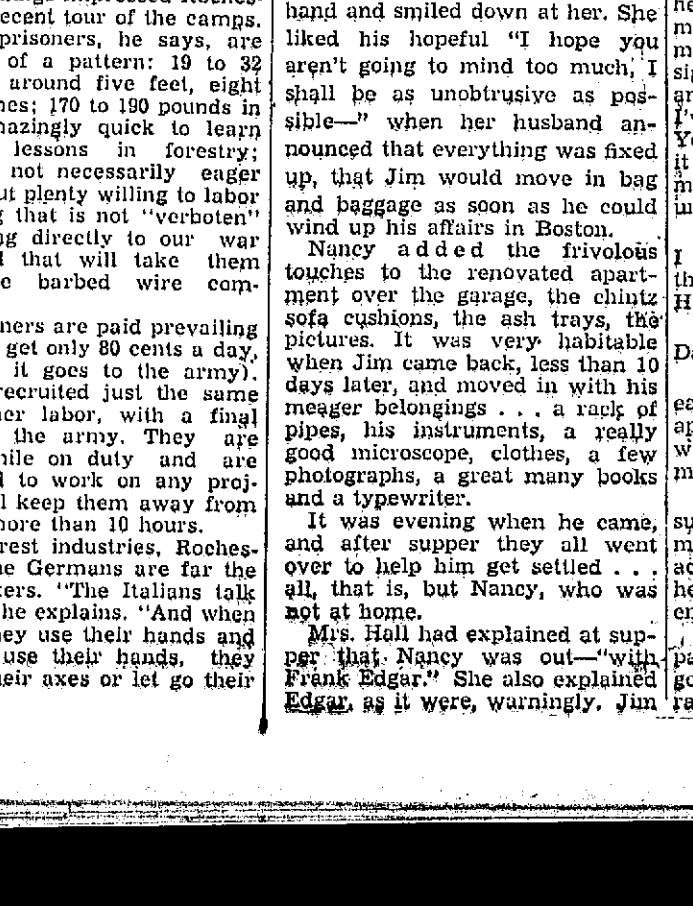 ecent tour of the camps.
prisoners, he says, are
of a pattern: 19 to 32
around five feet, eight
hes; 170 to 190 pounds in
mazingly quick to learn
lessons in forestry;
not necessarily eager
ut plenty willing to labor
g that is not "verboten"
ng directly to our war
d that will take them
e barbed wire com-
ners are paid prevailing
get only 80 cents a day,
it goes to the army).
recruited just the same
her labor, with a final
the army. They are
hile on duty and are
d to work on any proj-
l keep them away from
more than 10 hours.
rest industries, Roches-
he Germans are far the
kers. "The Italians talk
he explains. "And when
hey use their hands and
use their hands, they
heir axes or let go their
hand and smiled down at her. She
liked his hopeful "I hope you
aren't going to mind too much, I
shall be as unobtrusive as pos-
sible—" when her husband an-
nounced that everything was fixed
up, that Jim would move in bag
and baggage as soon as he could
wind up his affairs in Boston.
Nancy added the frivolous
touches to the renovated apart-
ment over the garage, the chintz
sofa cushions, the ash trays, the
pictures. It was very habitable
when Jim came back, less than 10
days later, and moved in with his
meager belongings . . . a rack of
pipes, his instruments, a really
good microscope, clothes, a few
photographs, a great many books
and a typewriter.
It was evening when he came,
and after supper they all went
over to help him get settled . . .
all, that is, but Nancy, who was
not at home.
Mrs. Hall had explained at sup-
per that Nancy was out—"with
Frank Edgar." She also explained
Edgar, as it were, warningly. Jim